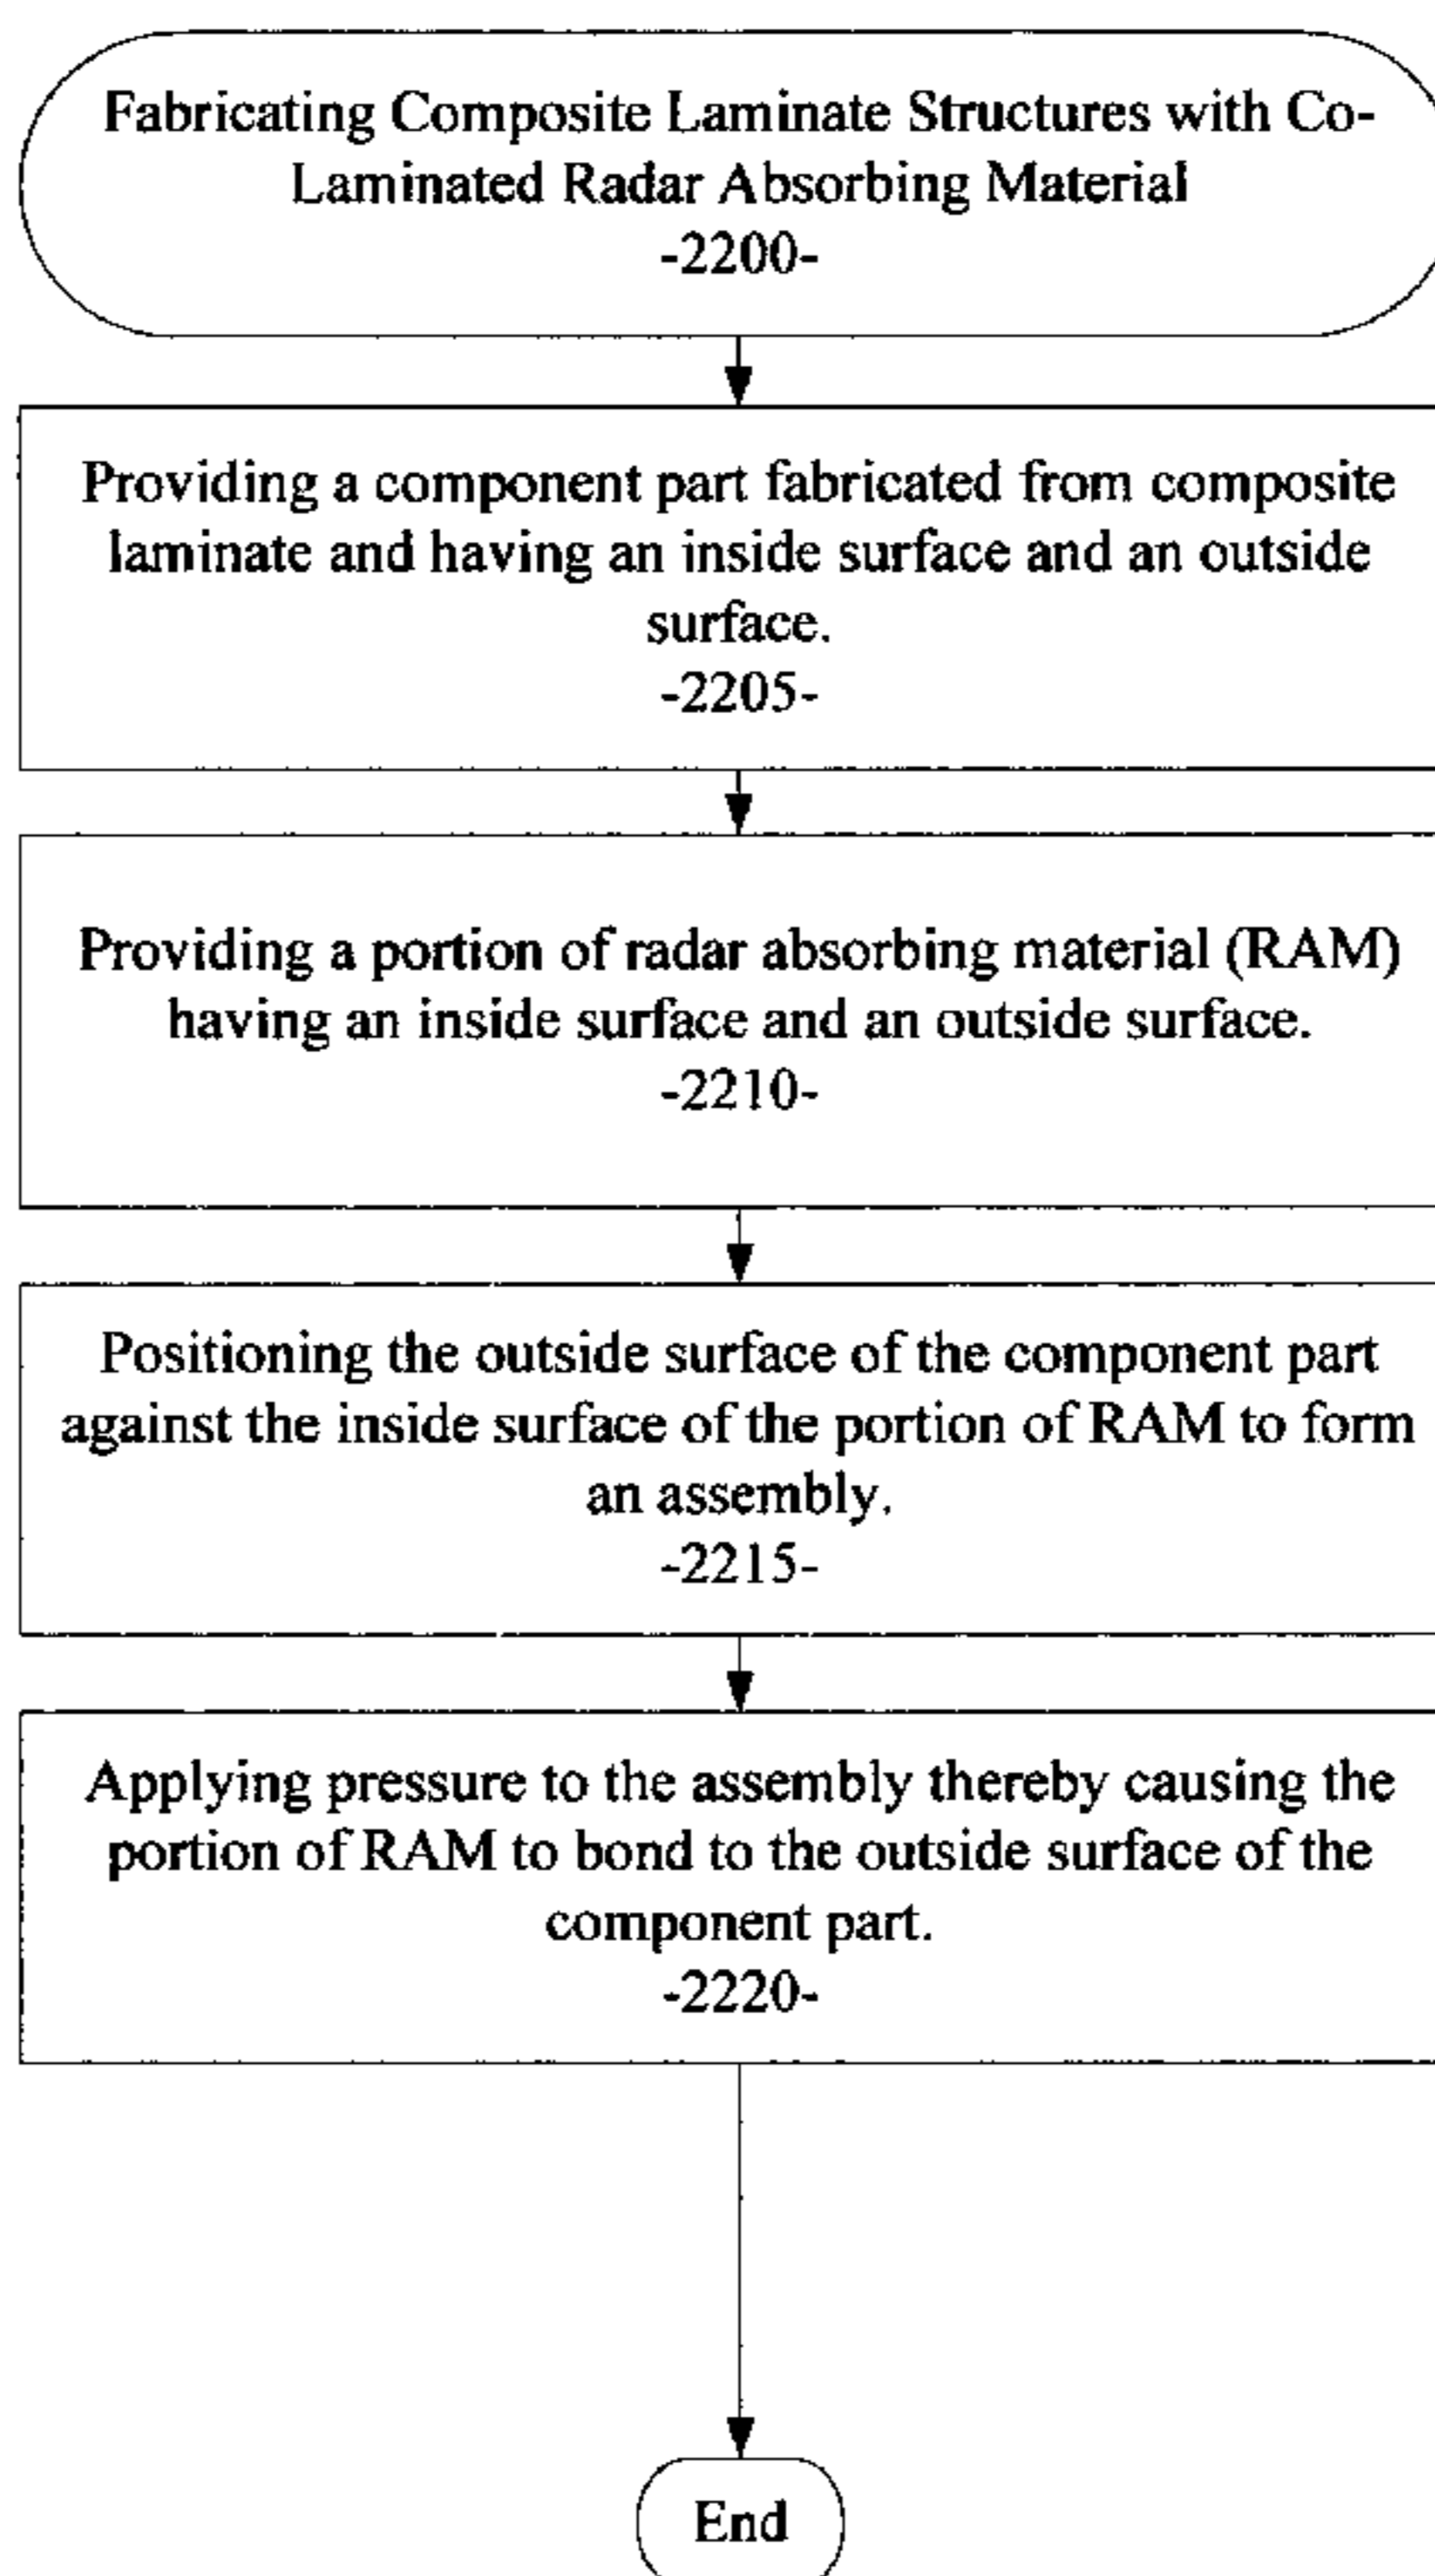 Fabricating Composite Laminate Structures with Co-
Laminated Radar Absorbing Material
-2200-
Providing a component part fabricated from composite
laminate and having an inside surface and an outside
surface.
-2205-
Providing a portion of radar absorbing material (RAM)
having an inside surface and an outside surface.
-2210-
Positioning the outside surface of the component part
against the inside surface of the portion of RAM to form
an assembly.
-2215-
Applying pressure to the assembly thereby causing the
portion of RAM to bond to the outside surface of the
component part.
-2220-
End